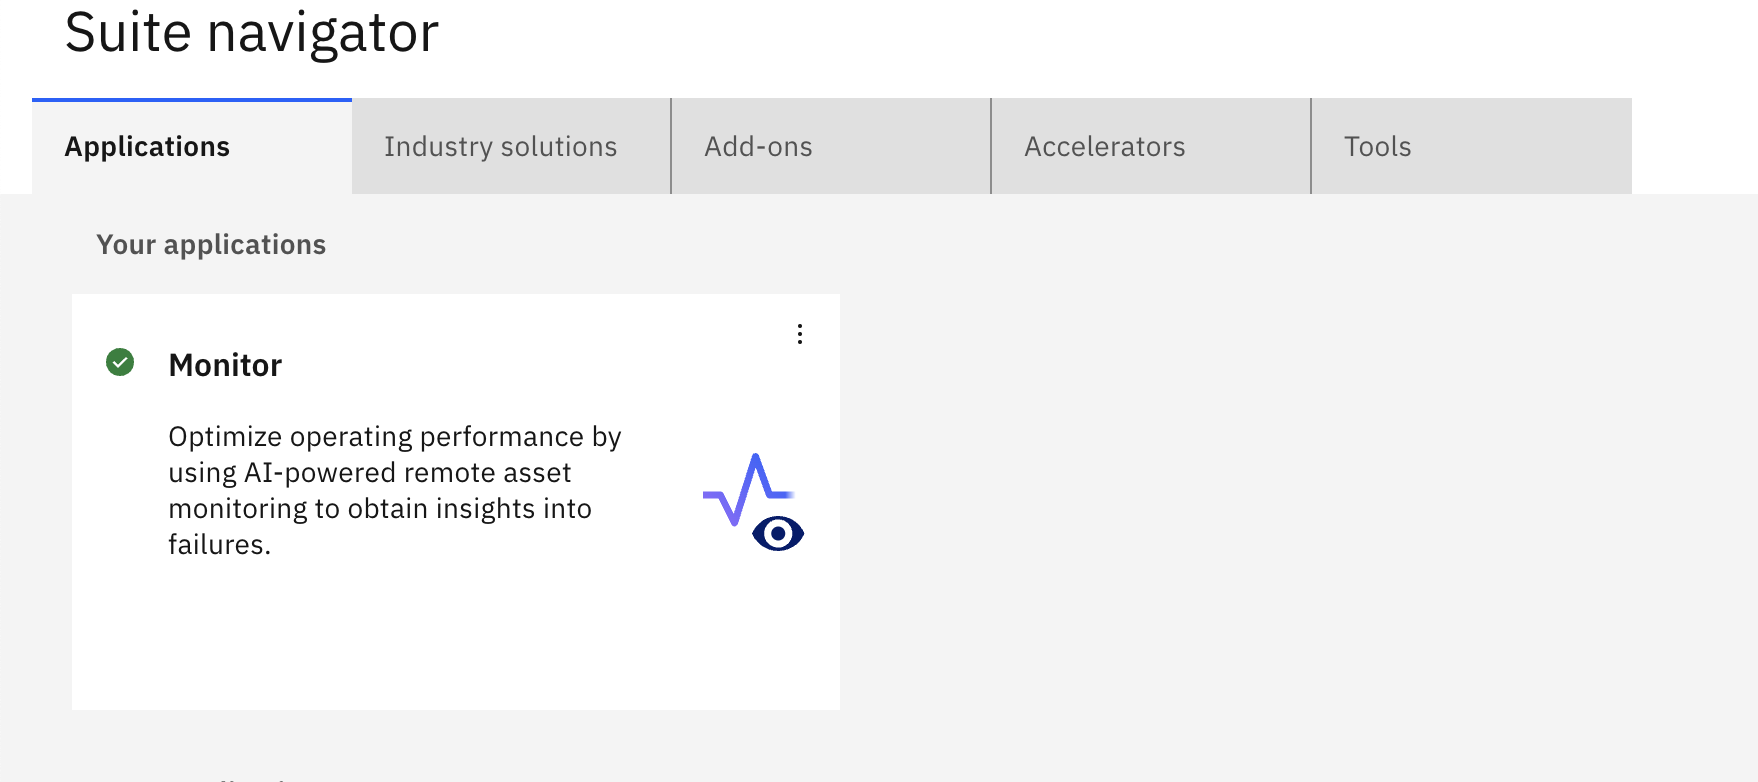 Suite navigator
Applications
Industry solutions
Add-ons
Accelerators
Tools
Your applications
Monitor
Optimize operating performance by
using AI-powered remote asset
monitoring to obtain insights into
failures.